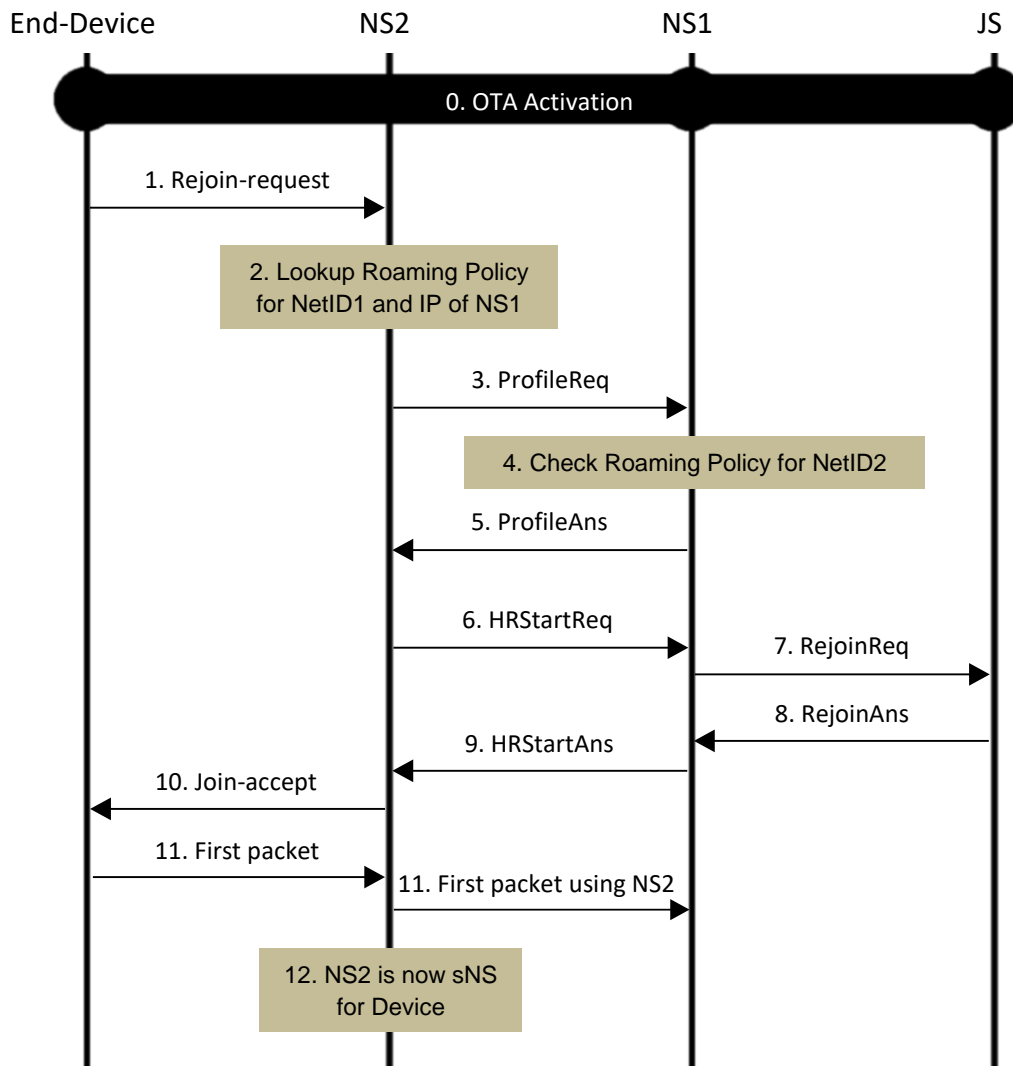 End-Device NS2 NS1 JS
0. OTA Activation
1. Rejoin-request
2. Lookup Roaming Policy
for NetID1 and IP of NS1
3. ProfileReq
4. Check Roaming Policy for NetID2
5. ProfileAns
6. HRStartReq
7. RejoinReq
8. RejoinAns
9. HRStartAns
10. Join-accept
11. First packet
11. First packet using NS2
12. NS2 is now sNS
for Device